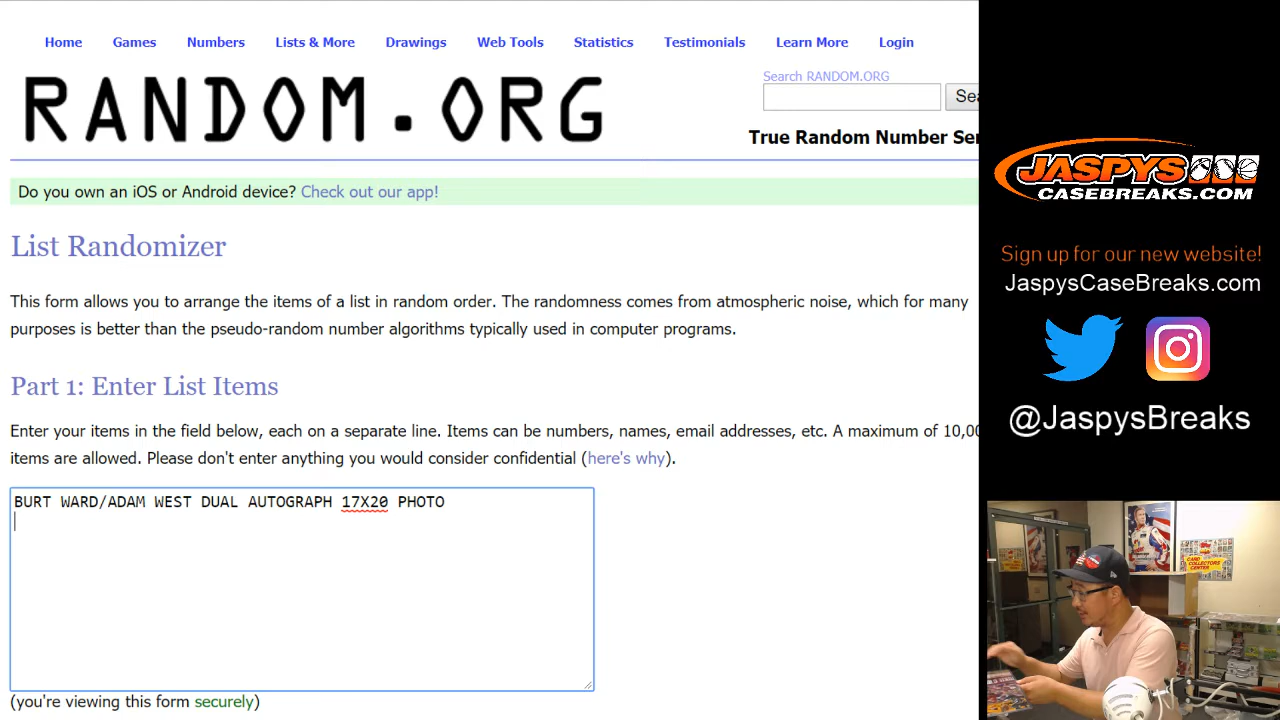 Home Games Numbers Lists & More Drawings Web Tools Statistics Testimonials Learn More Login
RANDOM.ORG
Search RANDOM.ORG
Sea
True Random Number Ser
Do you own an iOS or Android device? Check out our app!
List Randomizer
This form allows you to arrange the items of a list in random order. The randomness comes from atmospheric noise, which for many
purposes is better than the pseudo-random number algorithms typically used in computer programs.
Part 1: Enter List Items
Enter your items in the field below, each on a separate line. Items can be numbers, names, email addresses, etc. A maximum of 10,00
items are allowed. Please don't enter anything you would consider confidential (here's why).
BURT WARD/ADAM WEST DUAL AUTOGRAPH 17X20 PHOTO
(you're viewing this form securely)
JASPYS
CASEBREAKS.COM
Sign up for our new website!
JaspysCaseBreaks.com
@JaspysBreaks
topps
CARD
COLLECTORS
CENTER